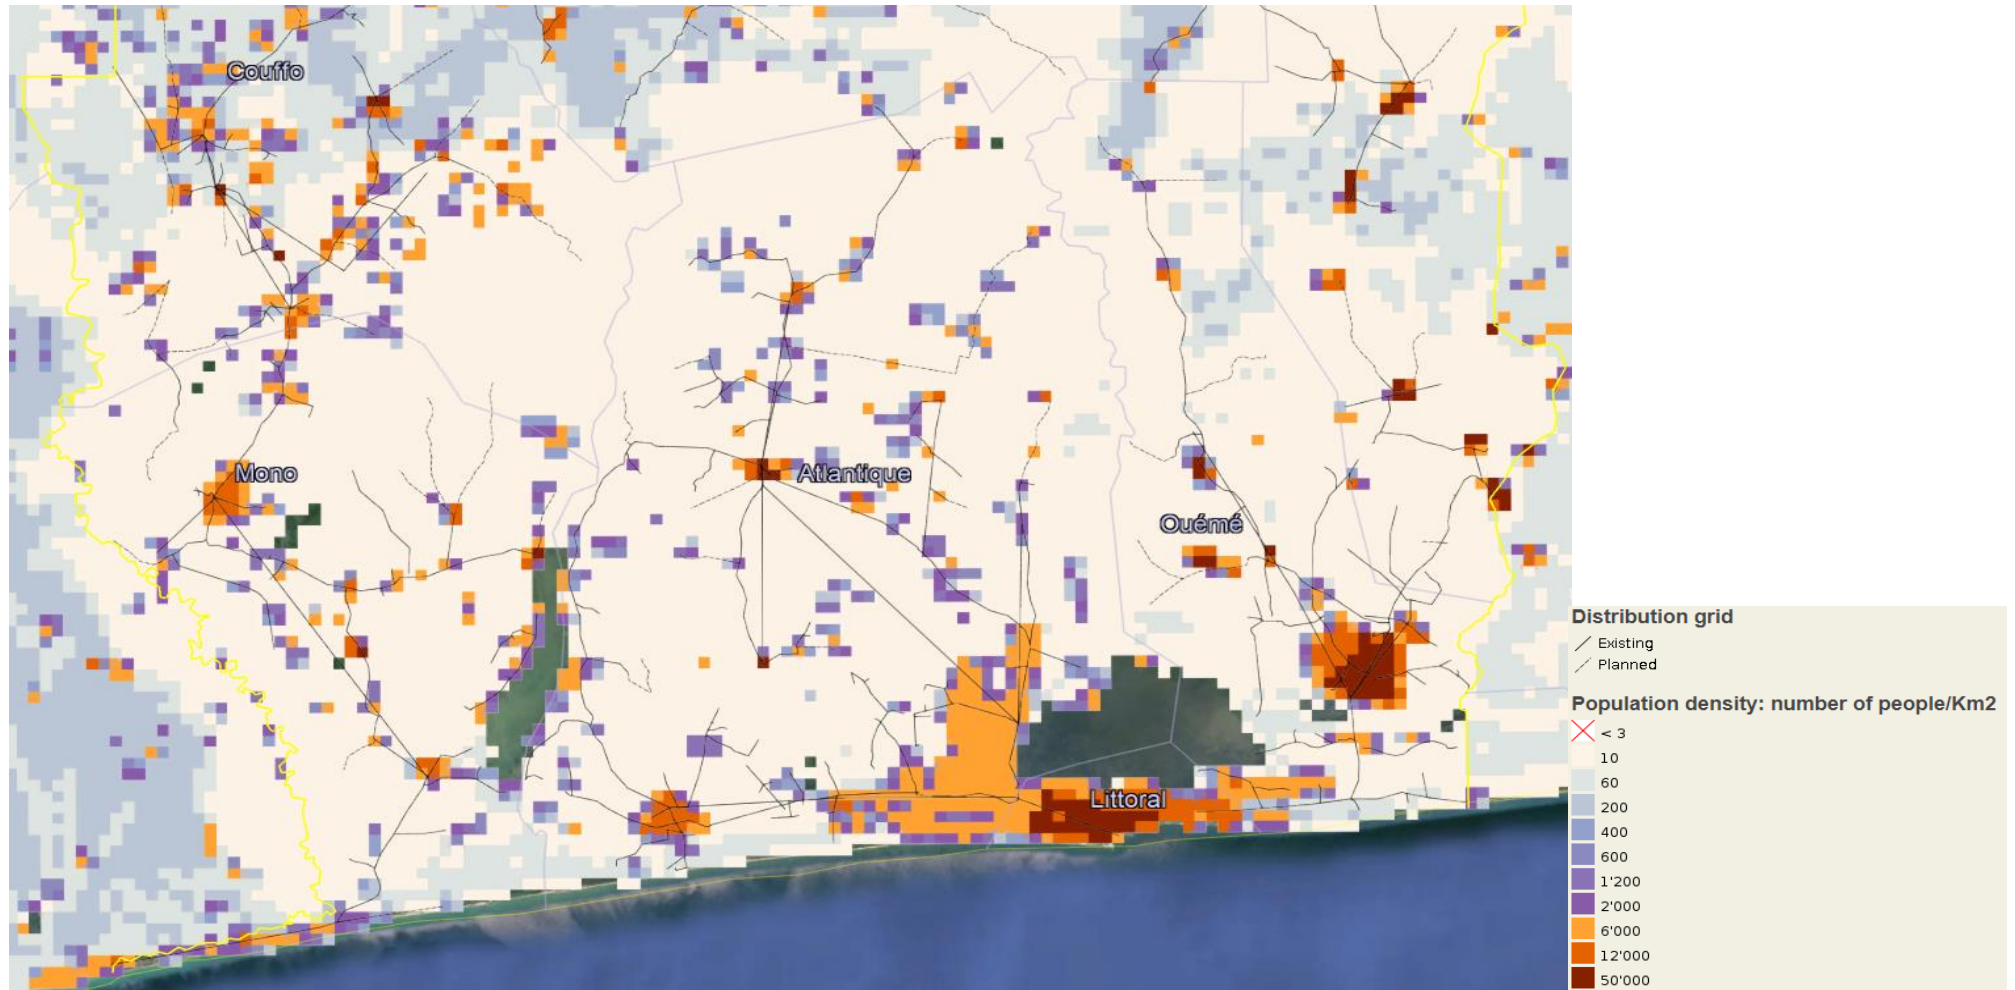 Couffo
Mono
Atlantique
Ouémé
Littoral
Distribution grid
Existing
Planned
Population density: number of people/Km2
< 3
10
60
200
400
600
1'200
2'000
6'000
12'000
50'000